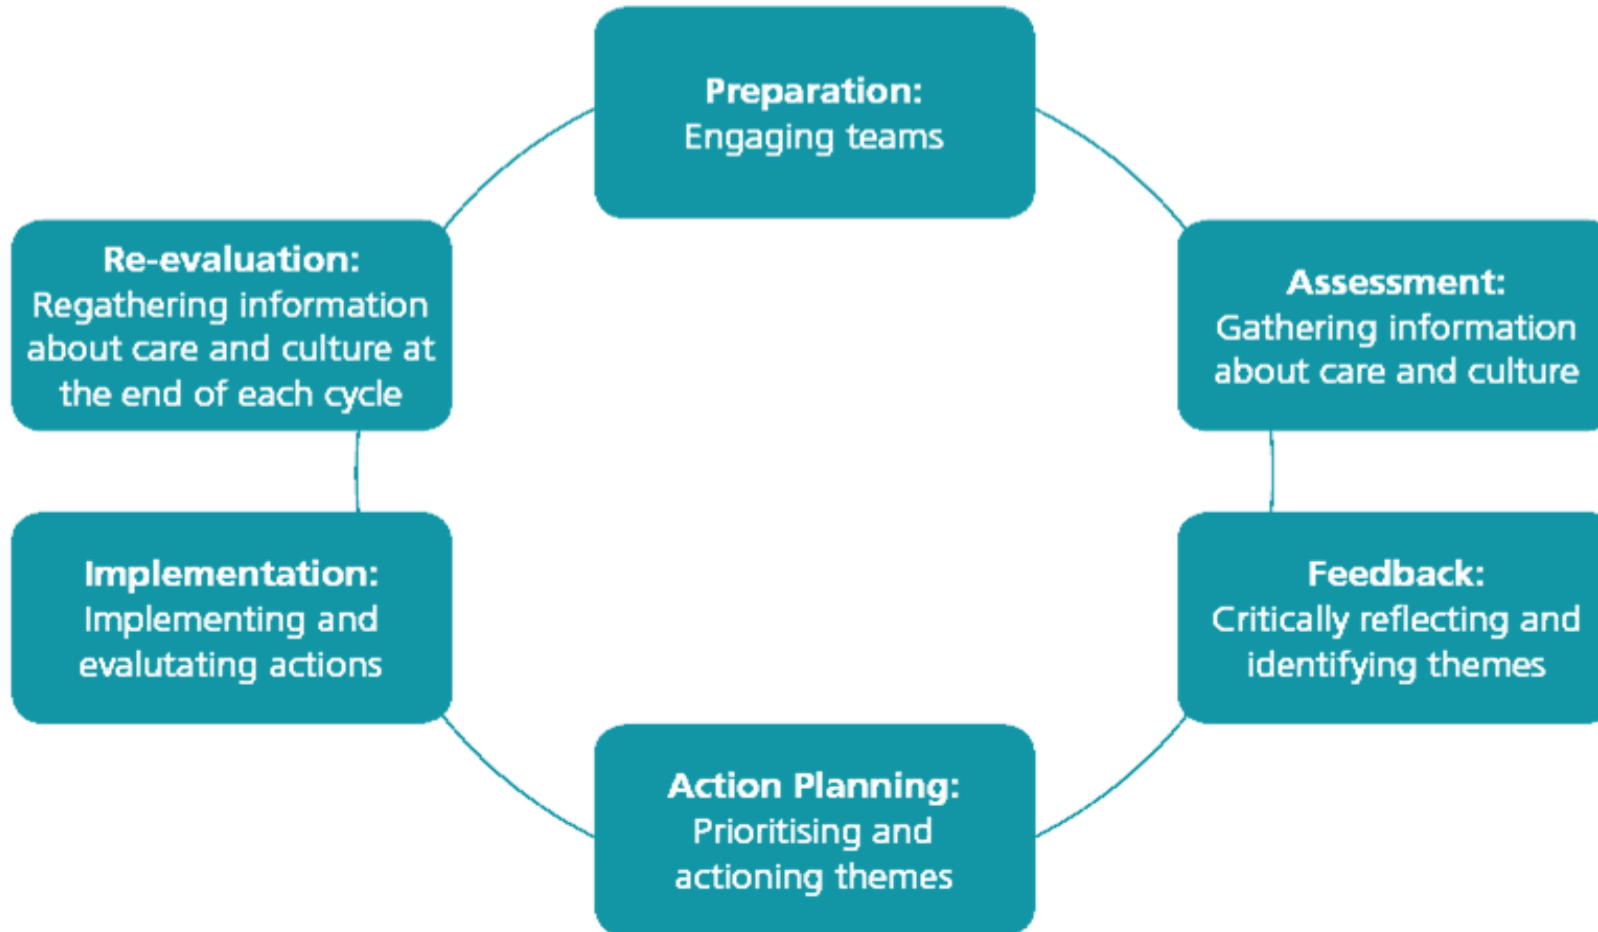 Preparation:
Engaging teams
Assessment:
Gathering information
about care and culture
Feedback:
Critically reflecting and
identifying themes
Action Planning:
Prioritising and
actioning themes
Implementation:
Implementing and
evalutating actions
Re-evaluation:
Regathering information
about care and culture at
the end of each cycle